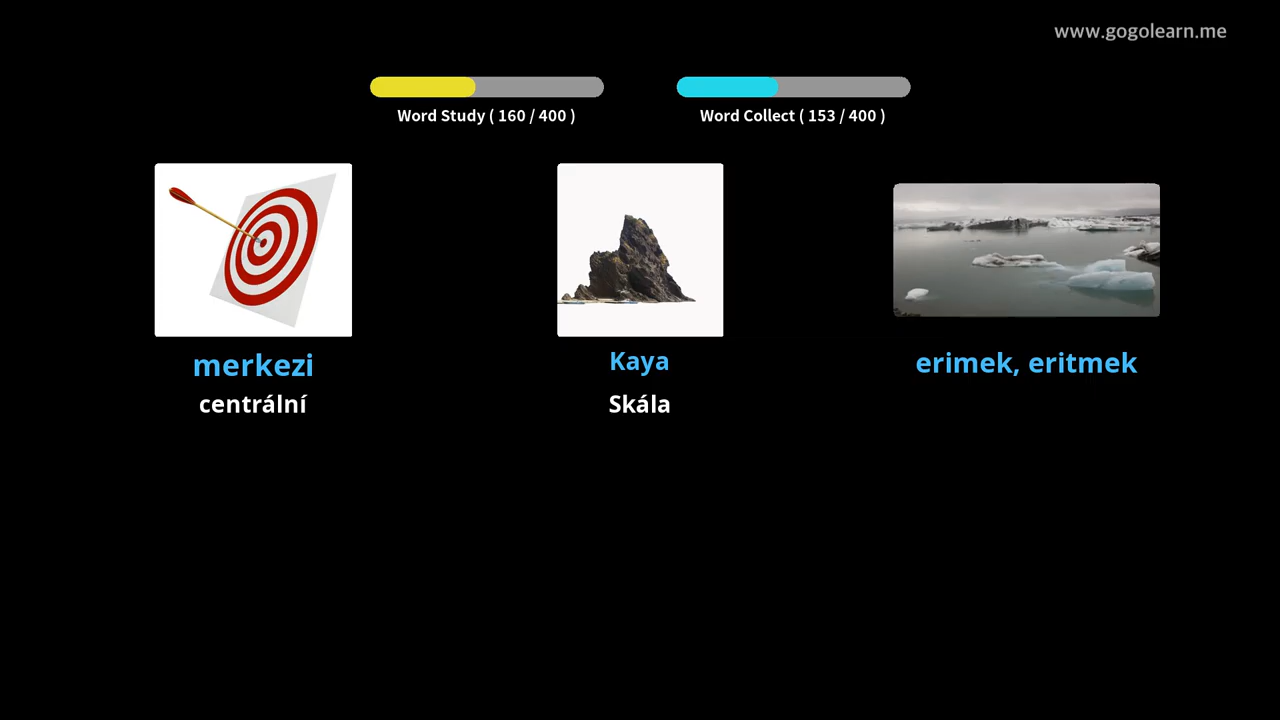 www.gogolearn.me
Word Study ( 160 / 400 )
Word Collect ( 153 / 400 )
merkezi
centrální
Kaya
Skála
erimek, eritmek